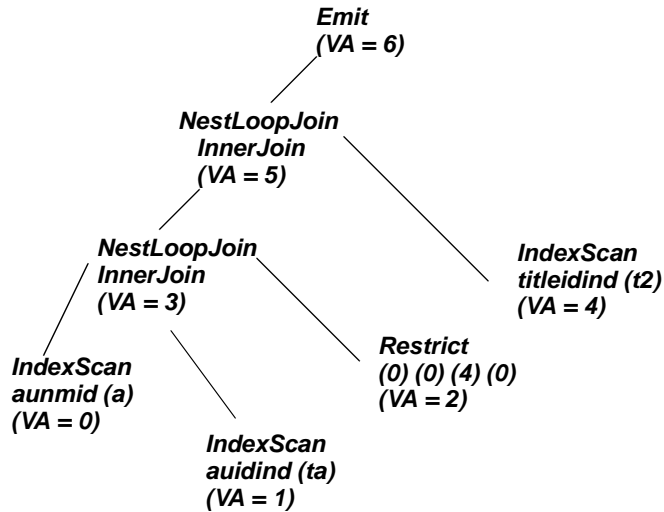 Emit
(VA = 6)
NestLoopJoin
InnerJoin
(VA = 5)
NestLoopJoin
InnerJoin
(VA = 3)
IndexScan
titleidind (t2)
(VA = 4)
Restrict
(0) (0) (4) (0)
(VA = 2)
IndexScan
aunmid (a)
(VA = 0)
IndexScan
auidind (ta)
(VA = 1)